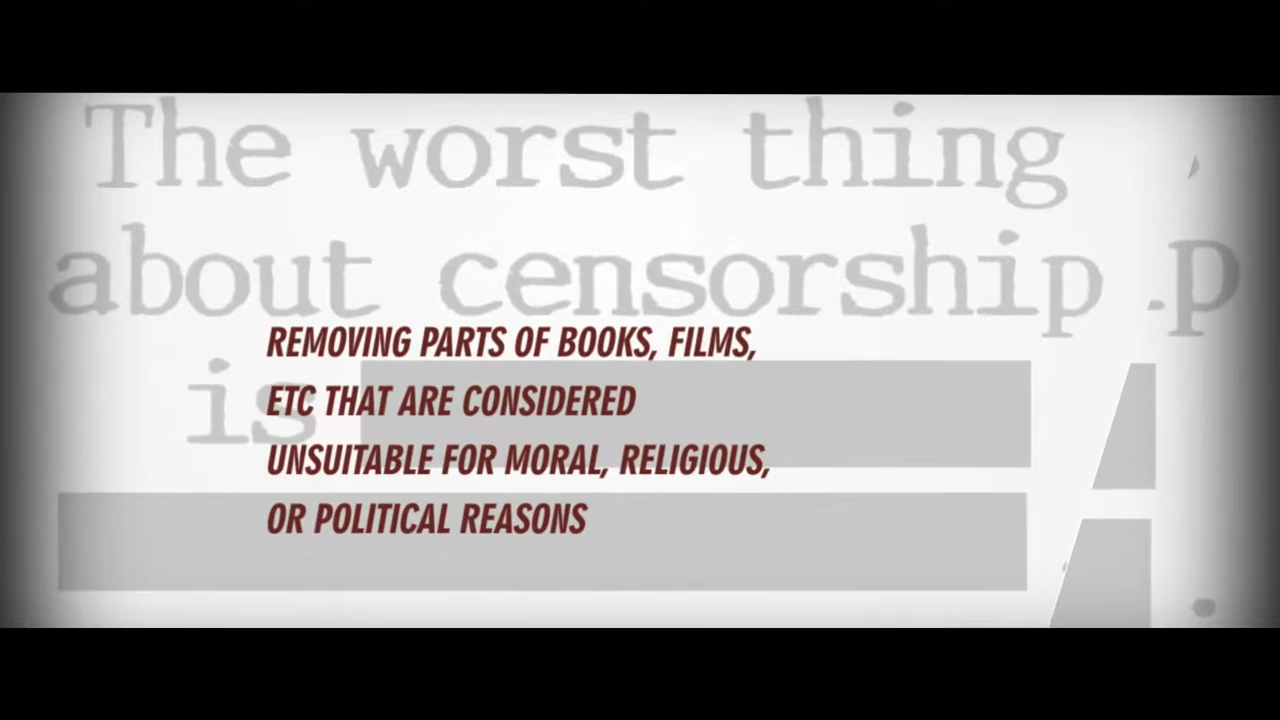 The worst thing
about censorship p
is
REMOVING PARTS OF BOOKS, FILMS,
ETC THAT ARE CONSIDERED
UNSUITABLE FOR MORAL, RELIGIOUS,
OR POLITICAL REASONS